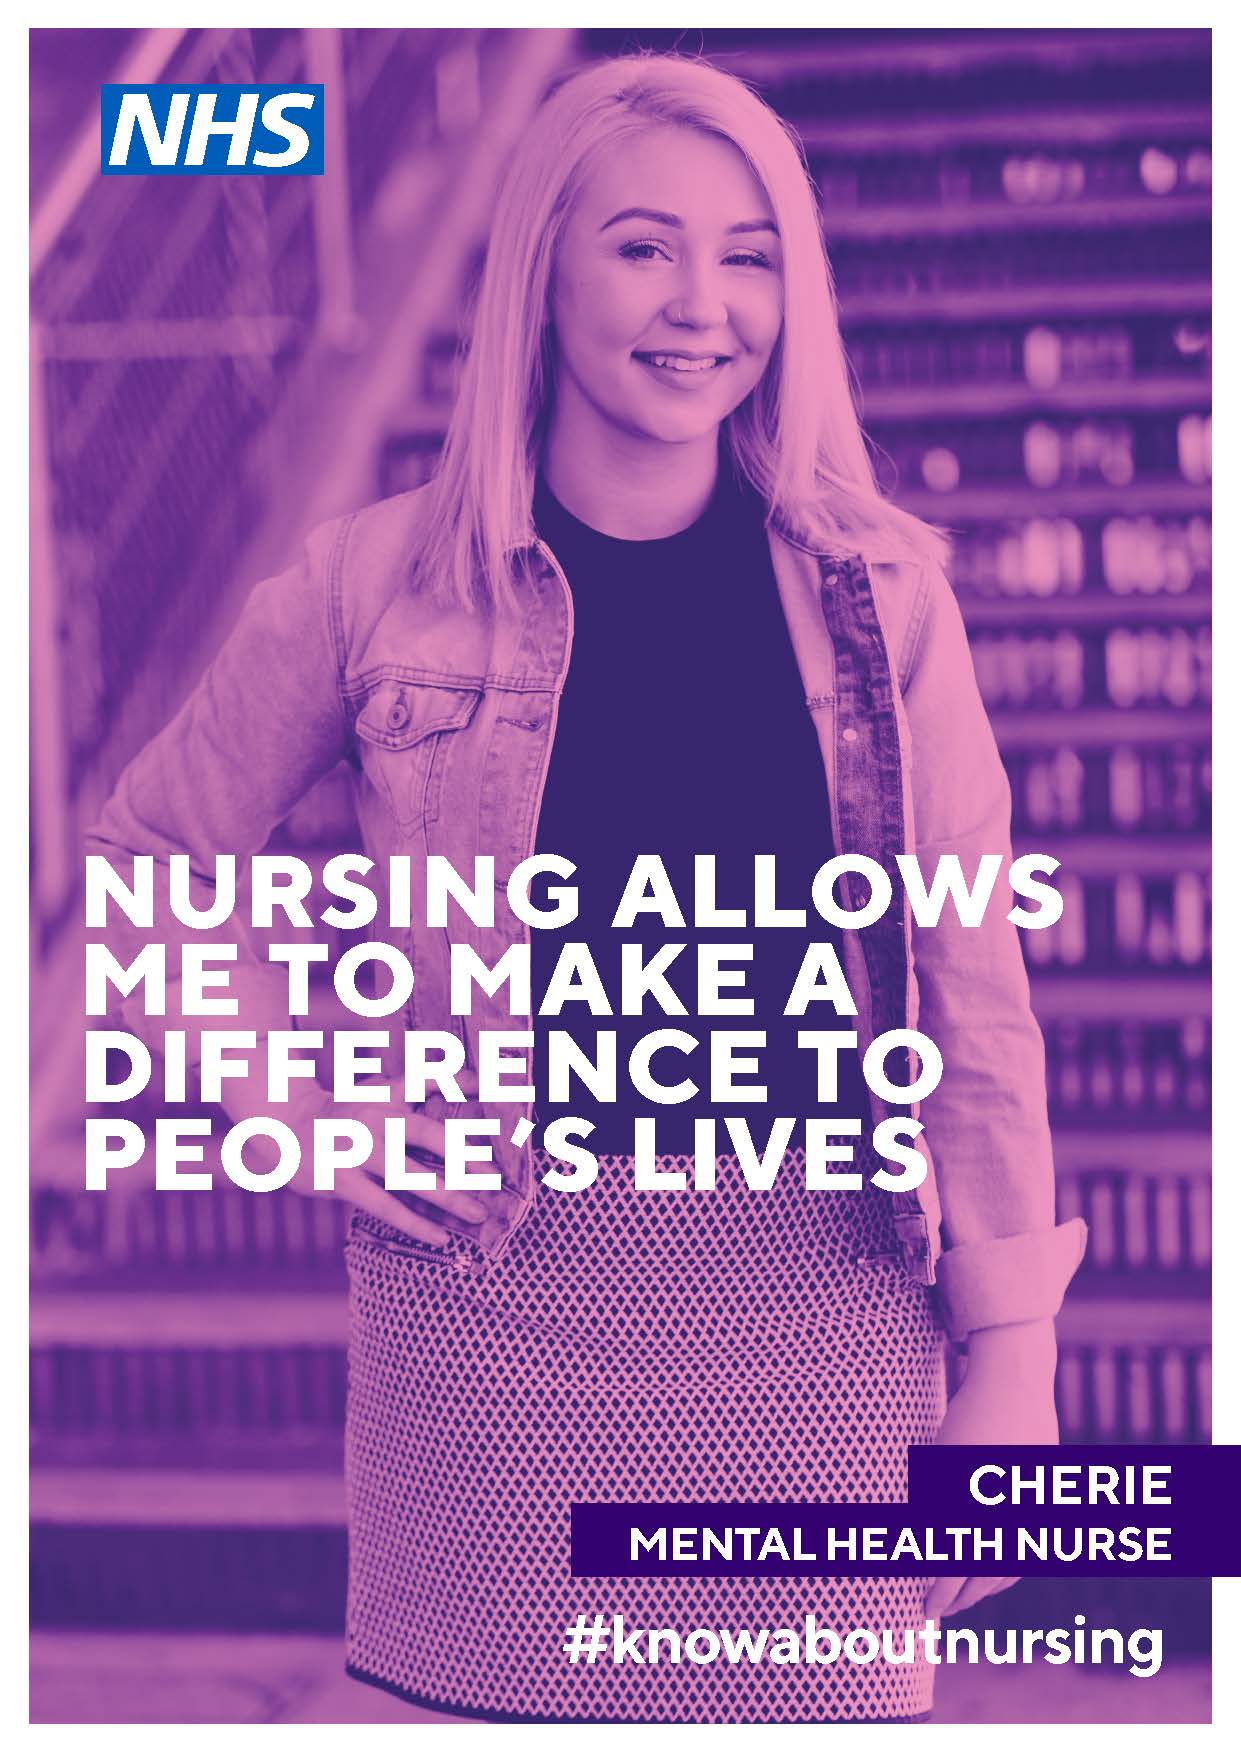 NHS
NURSING ALLOWS
ME TO MAKE A
DIFFERENCE TO
PEOPLE’S LIVES
CHERIE
MENTAL HEALTH NURSE
#knowaboutnursing